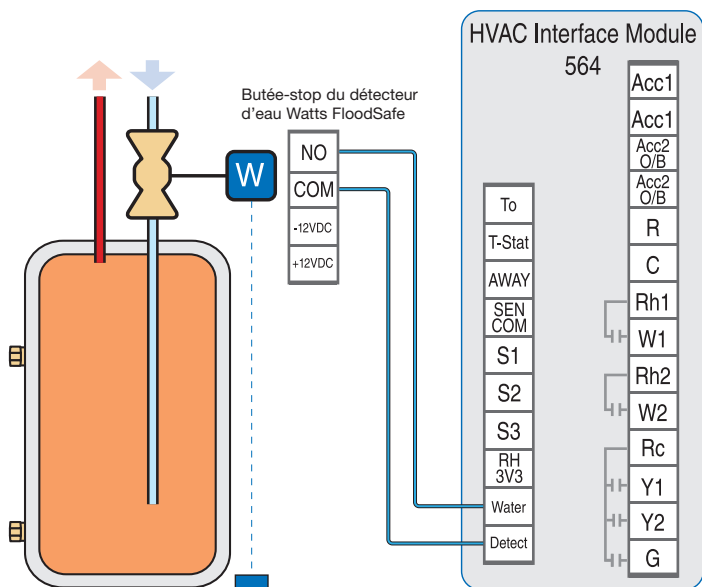 HVAC Interface Module
564
Butée-stop du détecteur
d'eau Watts FloodSafe
W
NO
COM
-12VDC
+12VDC
To
T-Stat
AWAY
SEN
COM
S1
S2
S3
RH
3V3
Water
Detect
Acc1
Acc1
Acc2
O/B
Acc2
O/B
R
C
Rh1
W1
Rh2
W2
Rc
Y1
Y2
G